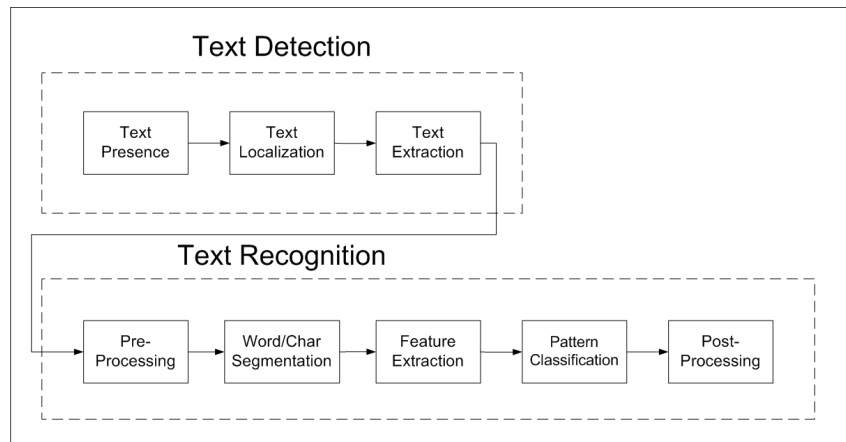 Text Detection
Text
Presence
Text
Localization
Text
Extraction
Text Recognition
Pre-
Processing
Word/Char
Segmentation
Feature
Extraction
Pattern
Classification
Post-
Processing